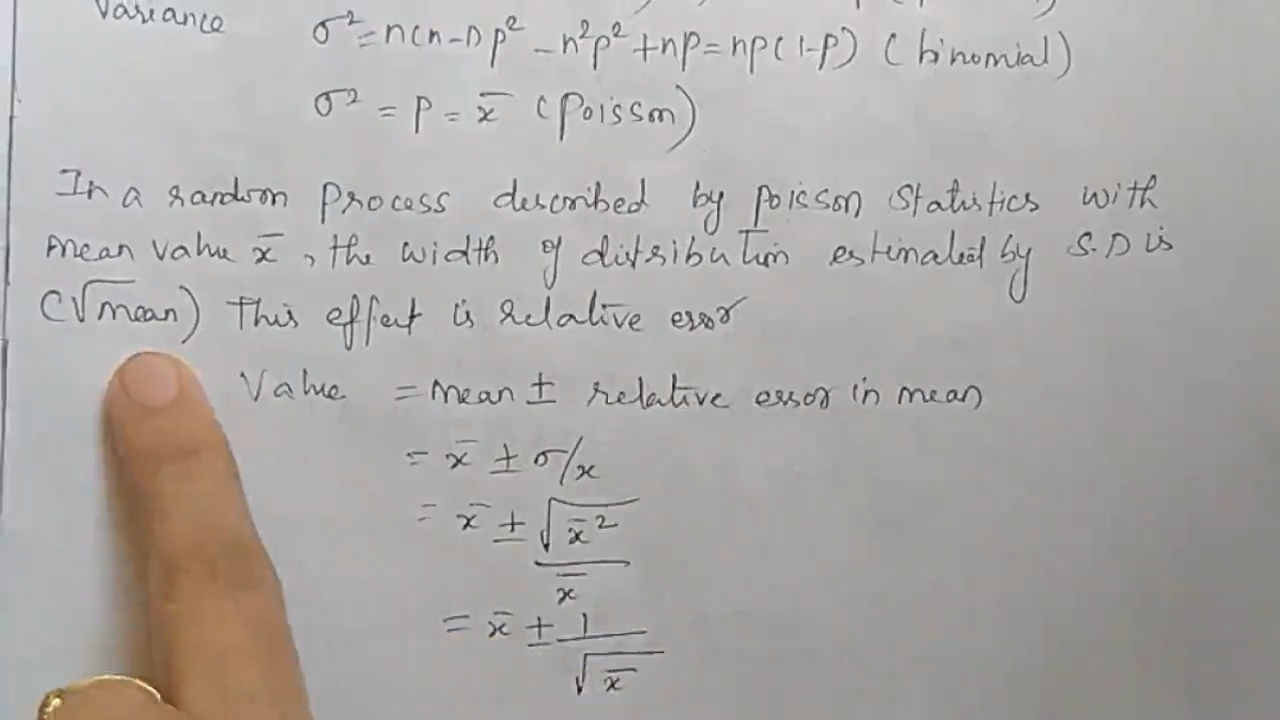 Variance
σ² = n(n-1)p² - n²p² + np = np(1-p) (binomial)
σ² = p = x̄ (Poisson)
In a random process described by poisson statistics with
mean value x̄, the width of distribution estimated by S.D is
(√mean) This effect is relative error
Value = mean ± relative error in mean
= x̄ ± σ/x
= x̄ ± √x̄² / x̄
= x̄ ± 1/√x̄